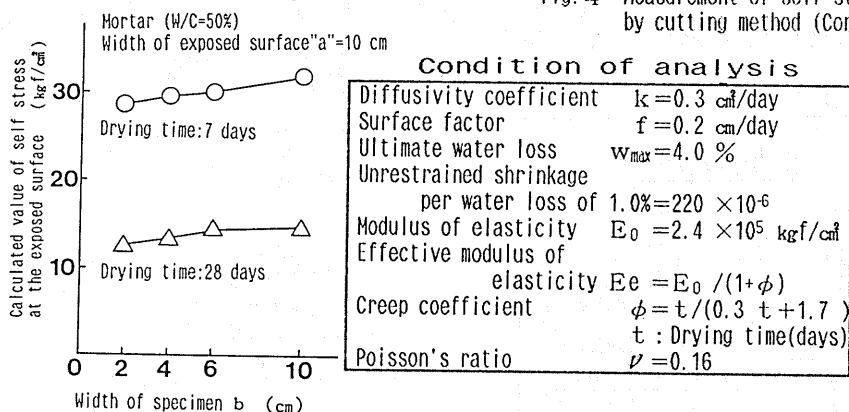 Fig. 4
by cutting method (Con
Mortar (W/C=50%)
Width of exposed surface"a"=10 cm
Calculated value of self stress
at the exposed surface (kgf/c㎡)
30
20
10
0
Drying time:7 days
Drying time:28 days
0 2 4 6 10
Width of specimen b (cm)
Condition of analysis
Diffusivity coefficient k=0.3 c㎡/day
Surface factor f=0.2 cm/day
Ultimate water loss wmax=4.0 %
Unrestrained shrinkage
per water loss of 1.0%=220 ×10⁻⁶
Modulus of elasticity E₀ =2.4 ×10⁵ kgf/c㎡
Effective modulus of
elasticity Ee =E₀ /(1+φ)
Creep coefficient φ=t/(0.3 t+1.7 )
t : Drying time(days)
Poisson's ratio ν=0.16